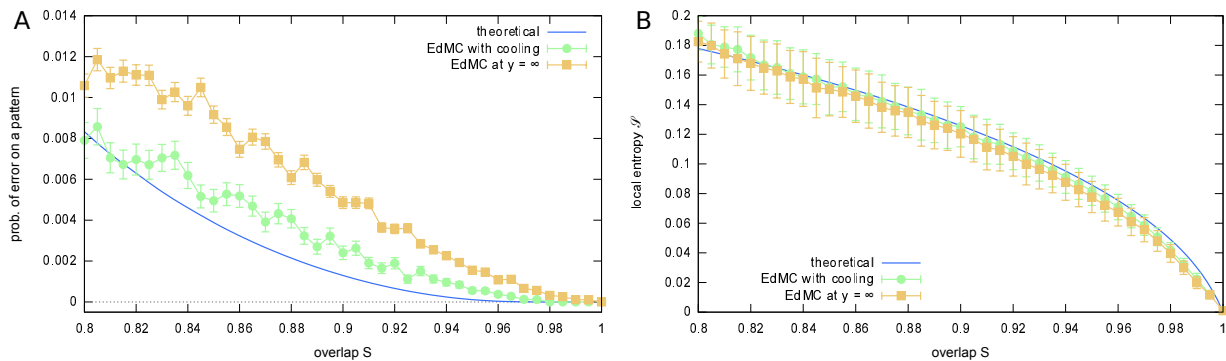 A
prob. of error on a pattern
0.014
0.012
0.01
0.008
0.006
0.004
0.002
0
0.8 0.82 0.84 0.86 0.88 0.9 0.92 0.94 0.96 0.98 1
overlap S
theoretical
EdMC with cooling
EdMC at y = ∞
B
local entropy 𝒮
0.2
0.18
0.16
0.14
0.12
0.1
0.08
0.06
0.04
0.02
0
0.8 0.82 0.84 0.86 0.88 0.9 0.92 0.94 0.96 0.98 1
overlap S
theoretical
EdMC with cooling
EdMC at y = ∞